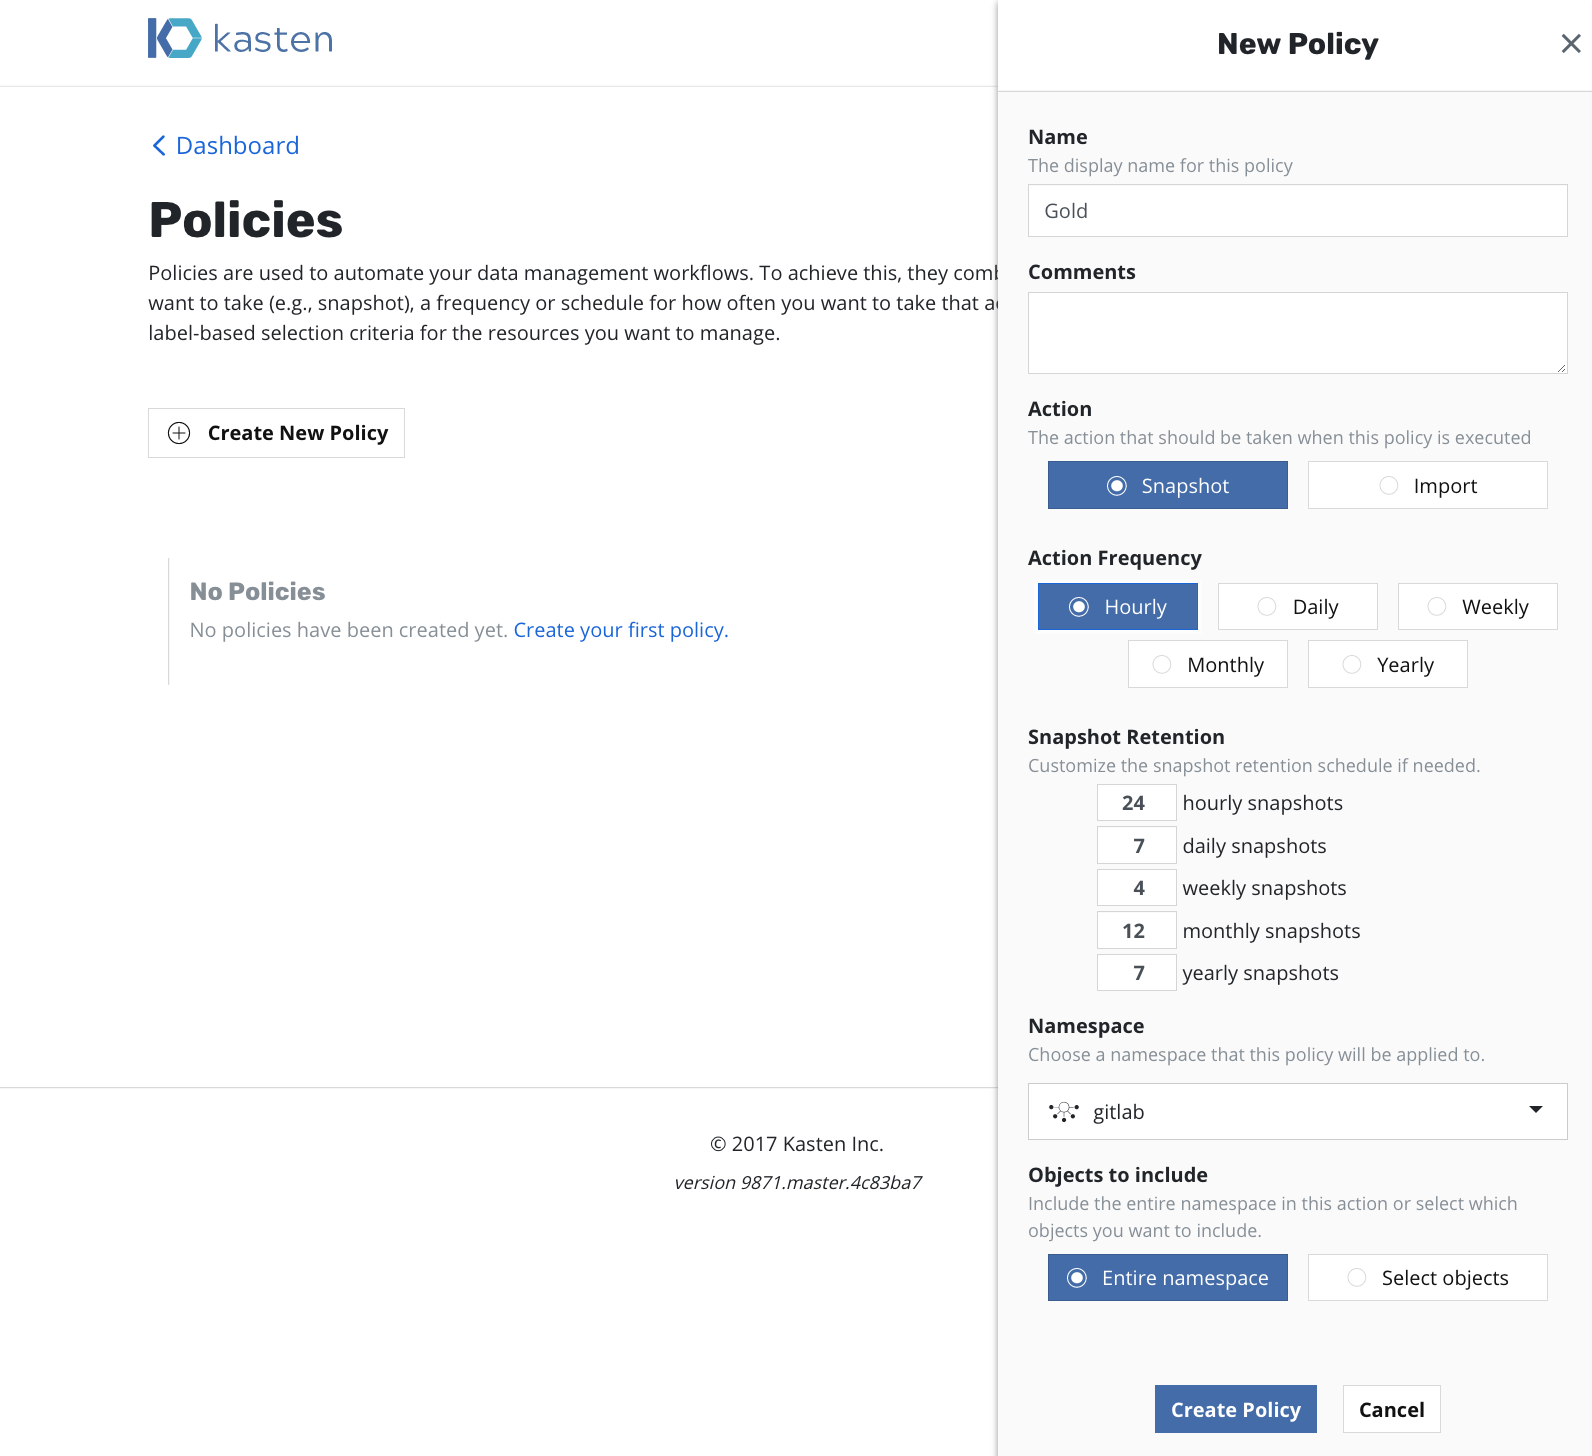 kasten
Dashboard
Policies
Policies are used to automate your data management workflows. To achieve this, they
want to take (e.g., snapshot), a frequency or schedule for how often you want to take that
label-based selection criteria for the resources you want to manage.
Create New Policy
No Policies
No policies have been created yet. Create your first policy.
© 2017 Kasten Inc.
version 9871.master.4c83ba7
New Policy
Name
The display name for this policy
Gold
Comments
Action
The action that should be taken when this policy is executed
Snapshot
Import
Action Frequency
Hourly
Daily
Weekly
Monthly
Yearly
Snapshot Retention
Customize the snapshot retention schedule if needed.
24 hourly snapshots
7 daily snapshots
4 weekly snapshots
12 monthly snapshots
7 yearly snapshots
Namespace
Choose a namespace that this policy will be applied to.
gitlab
Objects to include
Include the entire namespace in this action or select which
objects you want to include.
Entire namespace
Select objects
Create Policy
Cancel